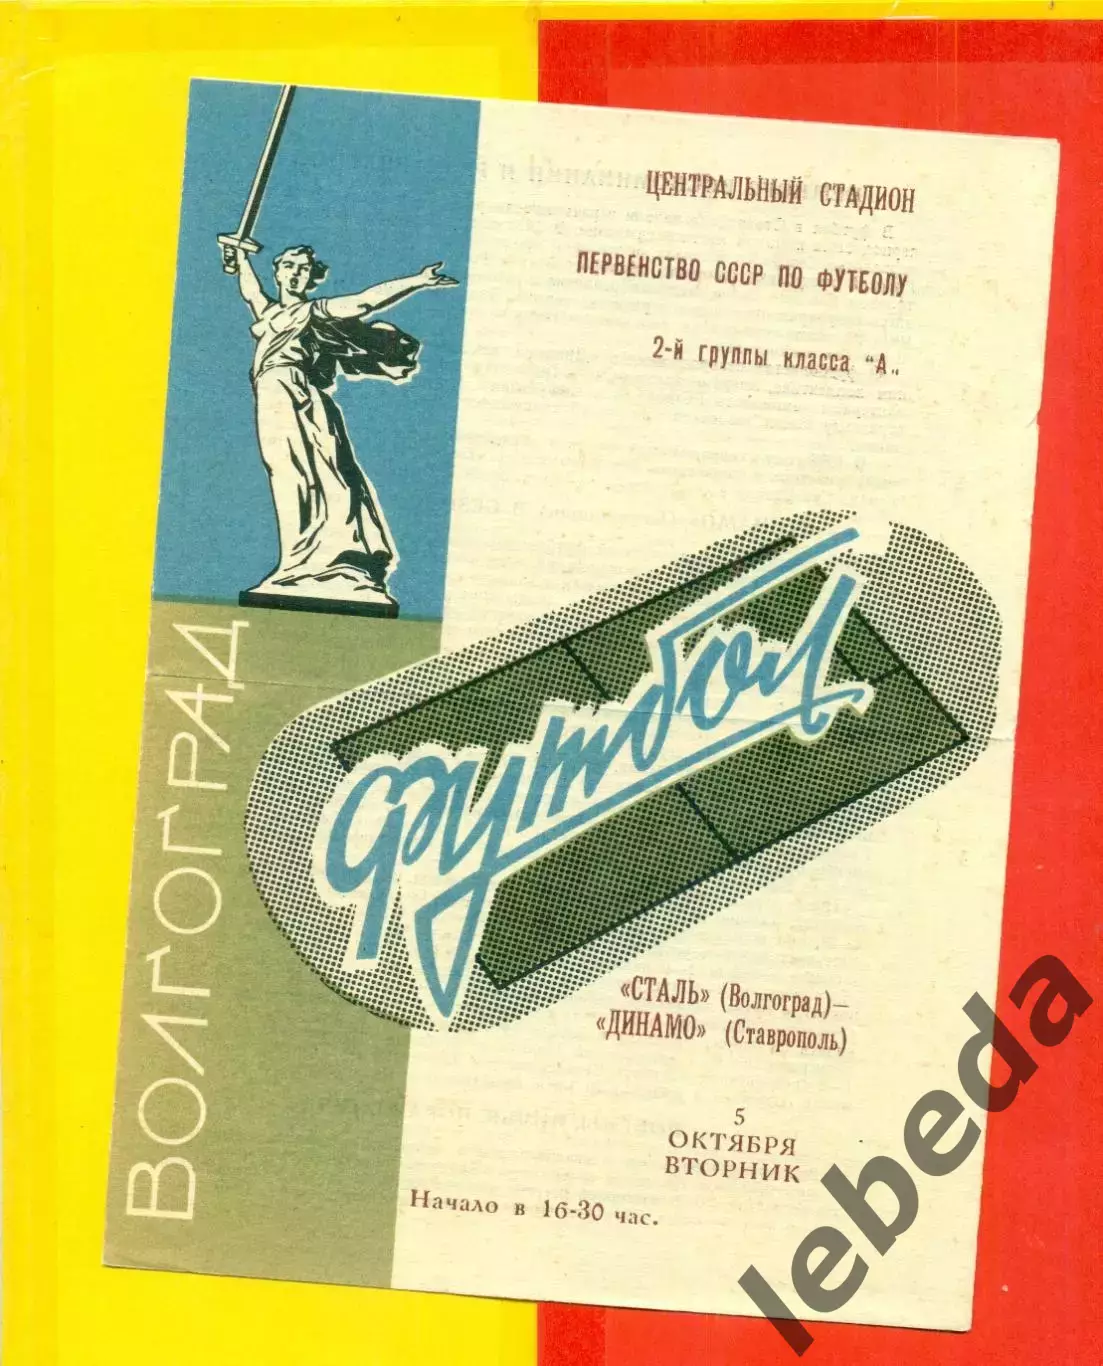 ЦЕНТРАЛЬНЫЙ СТАДИОН
ПЕРВЕНСТВО СССР ПО ФУТБОЛУ
2-й группы класса "А„
ВОЛГОГРАД
футбол
«СТАЛЬ» (Волгоград)—
«ДИНАМО» (Ставрополь)
5
ОКТЯБРЯ
ВТОРНИК
Начало в 16-30 час.
lebeda